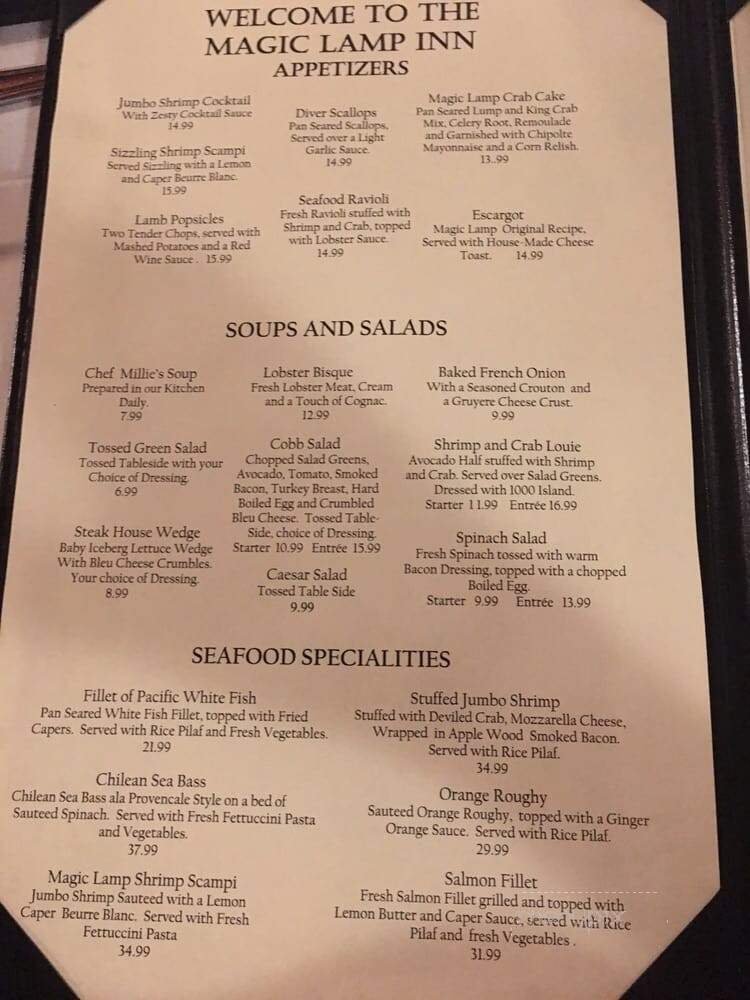 WELCOME TO THE
MAGIC LAMP INN
APPETIZERS
Jumbo Shrimp Cocktail
With Zesty Cocktail Sauce
14.99
Sizzling Shrimp Scampi
Served Sizzling with a Lemon
and Caper Beurre Blanc.
15.99
Lamb Popsicles
Two Tender Chops, served with
Mashed Potatoes and a Red
Wine Sauce . 15.99
Diver Scallops
Pan Seared Scallops,
Served over a Light
Garlic Sauce.
14.99
Seafood Ravioli
Fresh Ravioli stuffed with
Shrimp and Crab, topped
with Lobster Sauce.
14.99
Magic Lamp Crab Cake
Pan Seared Lump and King Crab
Mix, Celery Root, Remoulade
and Garnished with Chipolte
Mayonnaise and a Corn Relish.
13..99
Escargot
Magic Lamp Original Recipe,
Served with House-Made Cheese
Toast. 14.99
SOUPS AND SALADS
Chef Millie's Soup
Prepared in our Kitchen
Daily.
7.99
Tossed Green Salad
Tossed Tableside with your
Choice of Dressing.
6.99
Steak House Wedge
Baby Iceberg Lettuce Wedge
With Bleu Cheese Crumbles.
Your choice of Dressing.
8.99
Lobster Bisque
Fresh Lobster Meat, Cream
and a Touch of Cognac.
12.99
Cobb Salad
Chopped Salad Greens,
Avocado, Tomato, Smoked
Bacon, Turkey Breast, Hard
Boiled Egg and Crumbled
Bleu Cheese. Tossed Table-
Side, choice of Dressing.
Starter 10.99 Entrée 15.99
Caesar Salad
Tossed Table Side
9.99
Baked French Onion
With a Seasoned Crouton and
a Gruyere Cheese Crust.
9.99
Shrimp and Crab Louie
Avocado Half stuffed with Shrimp
and Crab. Served over Salad Greens.
Dressed with 1000 Island.
Starter 11.99 Entrée 16.99
Spinach Salad
Fresh Spinach tossed with warm
Bacon Dressing, topped with a chopped
Boiled Egg.
Starter 9.99 Entrée 13.99
SEAFOOD SPECIALITIES
Fillet of Pacific White Fish
Pan Seared White Fish Fillet, topped with Fried
Capers. Served with Rice Pilaf and Fresh Vegetables.
21.99
Chilean Sea Bass
Chilean Sea Bass ala Provencale Style on a bed of
Sauteed Spinach. Served with Fresh Fettuccini Pasta
and Vegetables.
37.99
Magic Lamp Shrimp Scampi
Jumbo Shrimp Sauteed with a Lemon
Caper Beurre Blanc. Served with Fresh
Fettuccini Pasta
34.99
Stuffed Jumbo Shrimp
Stuffed with Deviled Crab, Mozzarella Cheese,
Wrapped in Apple Wood Smoked Bacon.
Served with Rice Pilaf.
34.99
Orange Roughy
Sauteed Orange Roughy, topped with a Ginger
Orange Sauce. Served with Rice Pilaf.
29.99
Salmon Fillet
Fresh Salmon Fillet grilled and topped with
Lemon Butter and Caper Sauce, served with Rice
Pilaf and fresh Vegetables .
31.99